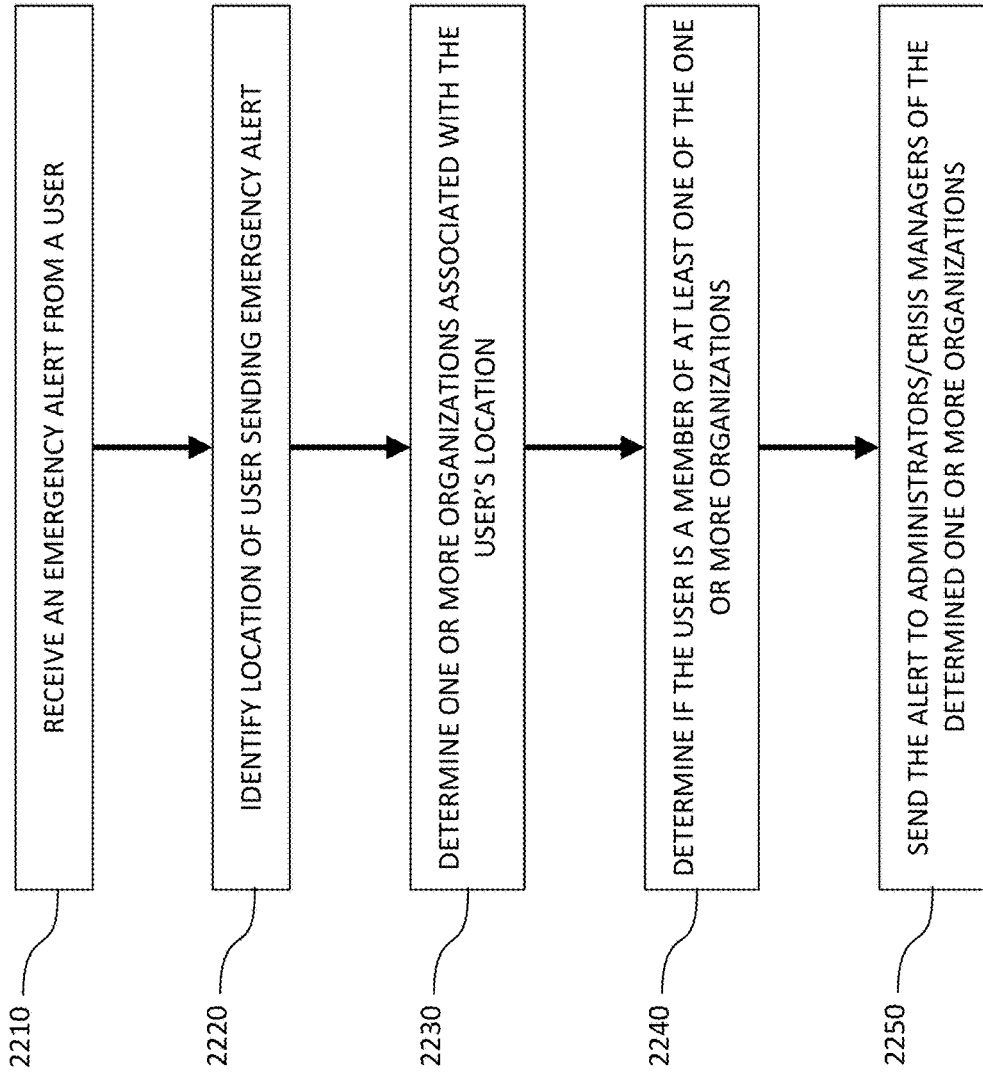 2210
RECEIVE AN EMERGENCY ALERT FROM A USER
2220
IDENTIFY LOCATION OF USER SENDING EMERGENCY ALERT
2230
DETERMINE ONE OR MORE ORGANIZATIONS ASSOCIATED WITH THE
USER'S LOCATION
2240
DETERMINE IF THE USER IS A MEMBER OF AT LEAST ONE OF THE ONE
OR MORE ORGANIZATIONS
2250
SEND THE ALERT TO ADMINISTRATORS/CRISIS MANAGERS OF THE
DETERMINED ONE OR MORE ORGANIZATIONS